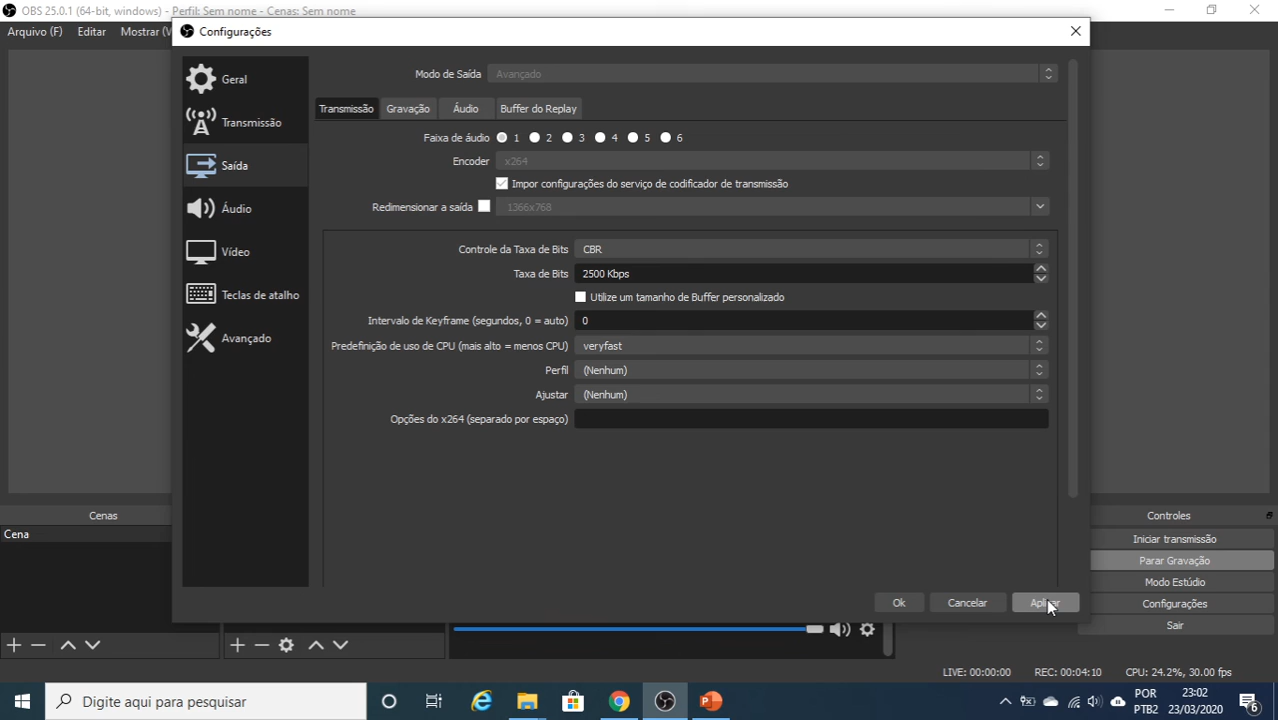 OBS 25.0.1 (64-bit, windows) - Perfil: Sem nome - Cenas: Sem nome
Arquivo (F) Editar Mostrar (V
Configurações
Geral
Transmissão
Saída
Áudio
Vídeo
Teclas de atalho
Avançado
Modo de Saída Avançado
Transmissão Gravação Áudio Buffer do Replay
Faixa de áudio 1 2 3 4 5 6
Encoder x264
Impor configurações do serviço de codificador de transmissão
Redimensionar a saída 1366x768
Controle da Taxa de Bits CBR
Taxa de Bits 2500 Kbps
Utilize um tamanho de Buffer personalizado
Intervalo de Keyframe (segundos, 0 = auto) 0
Predefinição de uso de CPU (mais alto = menos CPU) veryfast
Perfil (Nenhum)
Ajustar (Nenhum)
Opções do x264 (separado por espaço)
Ok Cancelar Aplicar
Cenas
Cena
Controles
Iniciar transmissão
Parar Gravação
Modo Estúdio
Configurações
Sair
LIVE: 00:00:00 REC: 00:04:10 CPU: 24.2%, 30.00 fps
Digite aqui para pesquisar
POR
PTB2
23:02
23/03/2020
6